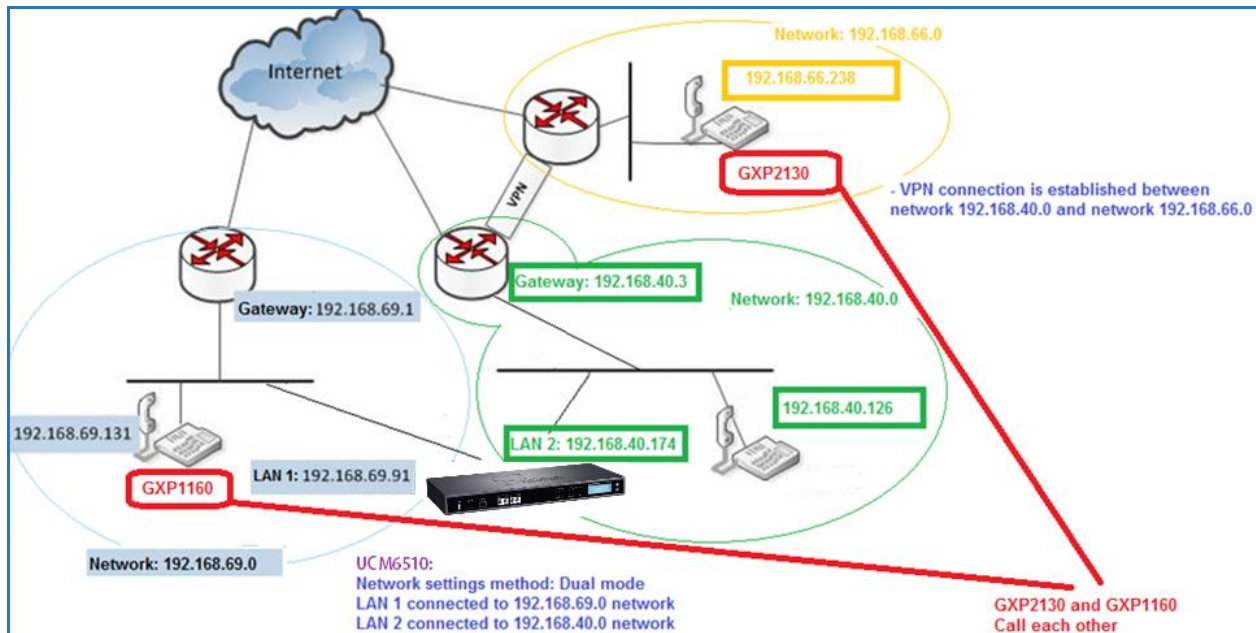 Internet
Network: 192.168.66.0
192.168.66.238
GXP2130
- VPN connection is established between
network 192.168.40.0 and network 192.168.66.0
VPN
Gateway: 192.168.40.3
Network: 192.168.40.0
Gateway: 192.168.69.1
192.168.69.131
GXP1160
LAN 1: 192.168.69.91
LAN 2: 192.168.40.174
192.168.40.126
Network: 192.168.69.0
UCM6510:
Network settings method: Dual mode
LAN 1 connected to 192.168.69.0 network
LAN 2 connected to 192.168.40.0 network
GXP2130 and GXP1160
Call each other